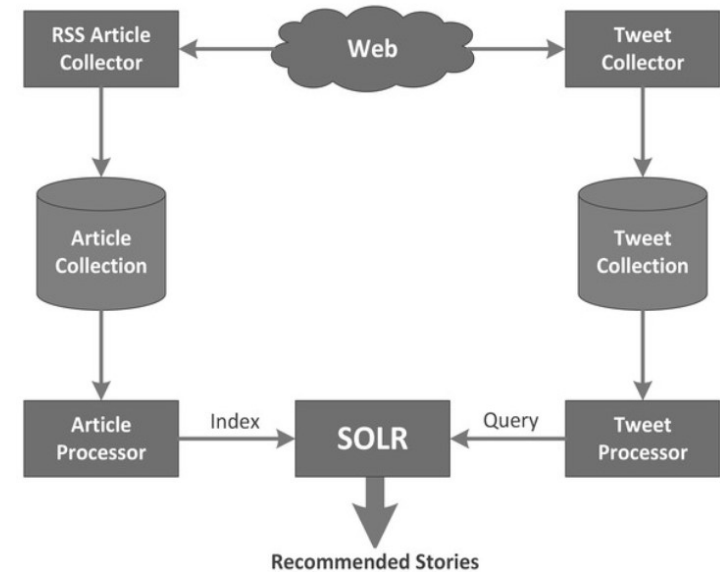 RSS Article
Collector
Web
Tweet
Collector
Article
Collection
Tweet
Collection
Article
Processor
Index
SOLR
Query
Tweet
Processor
Recommended Stories